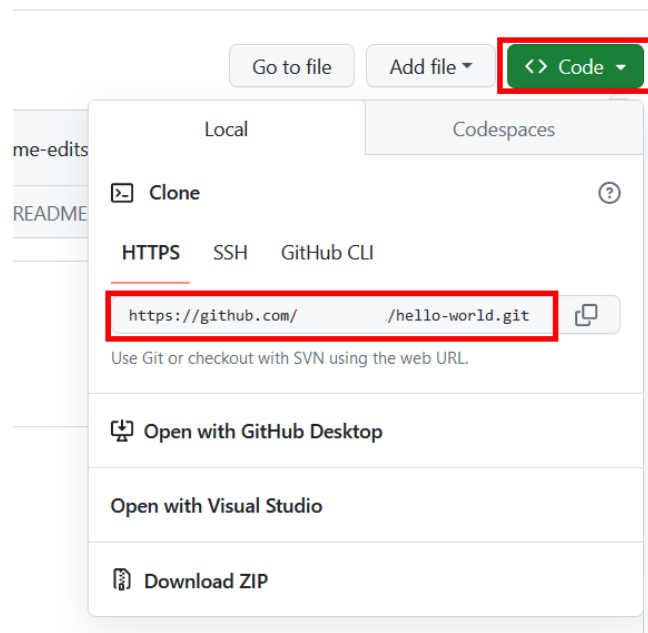 Go to file Add file <> Code
Local Codespaces
me-edits
Clone
README
HTTPS SSH GitHub CLI
https://github.com/ /hello-world.git
Use Git or checkout with SVN using the web URL.
Open with GitHub Desktop
Open with Visual Studio
Download ZIP